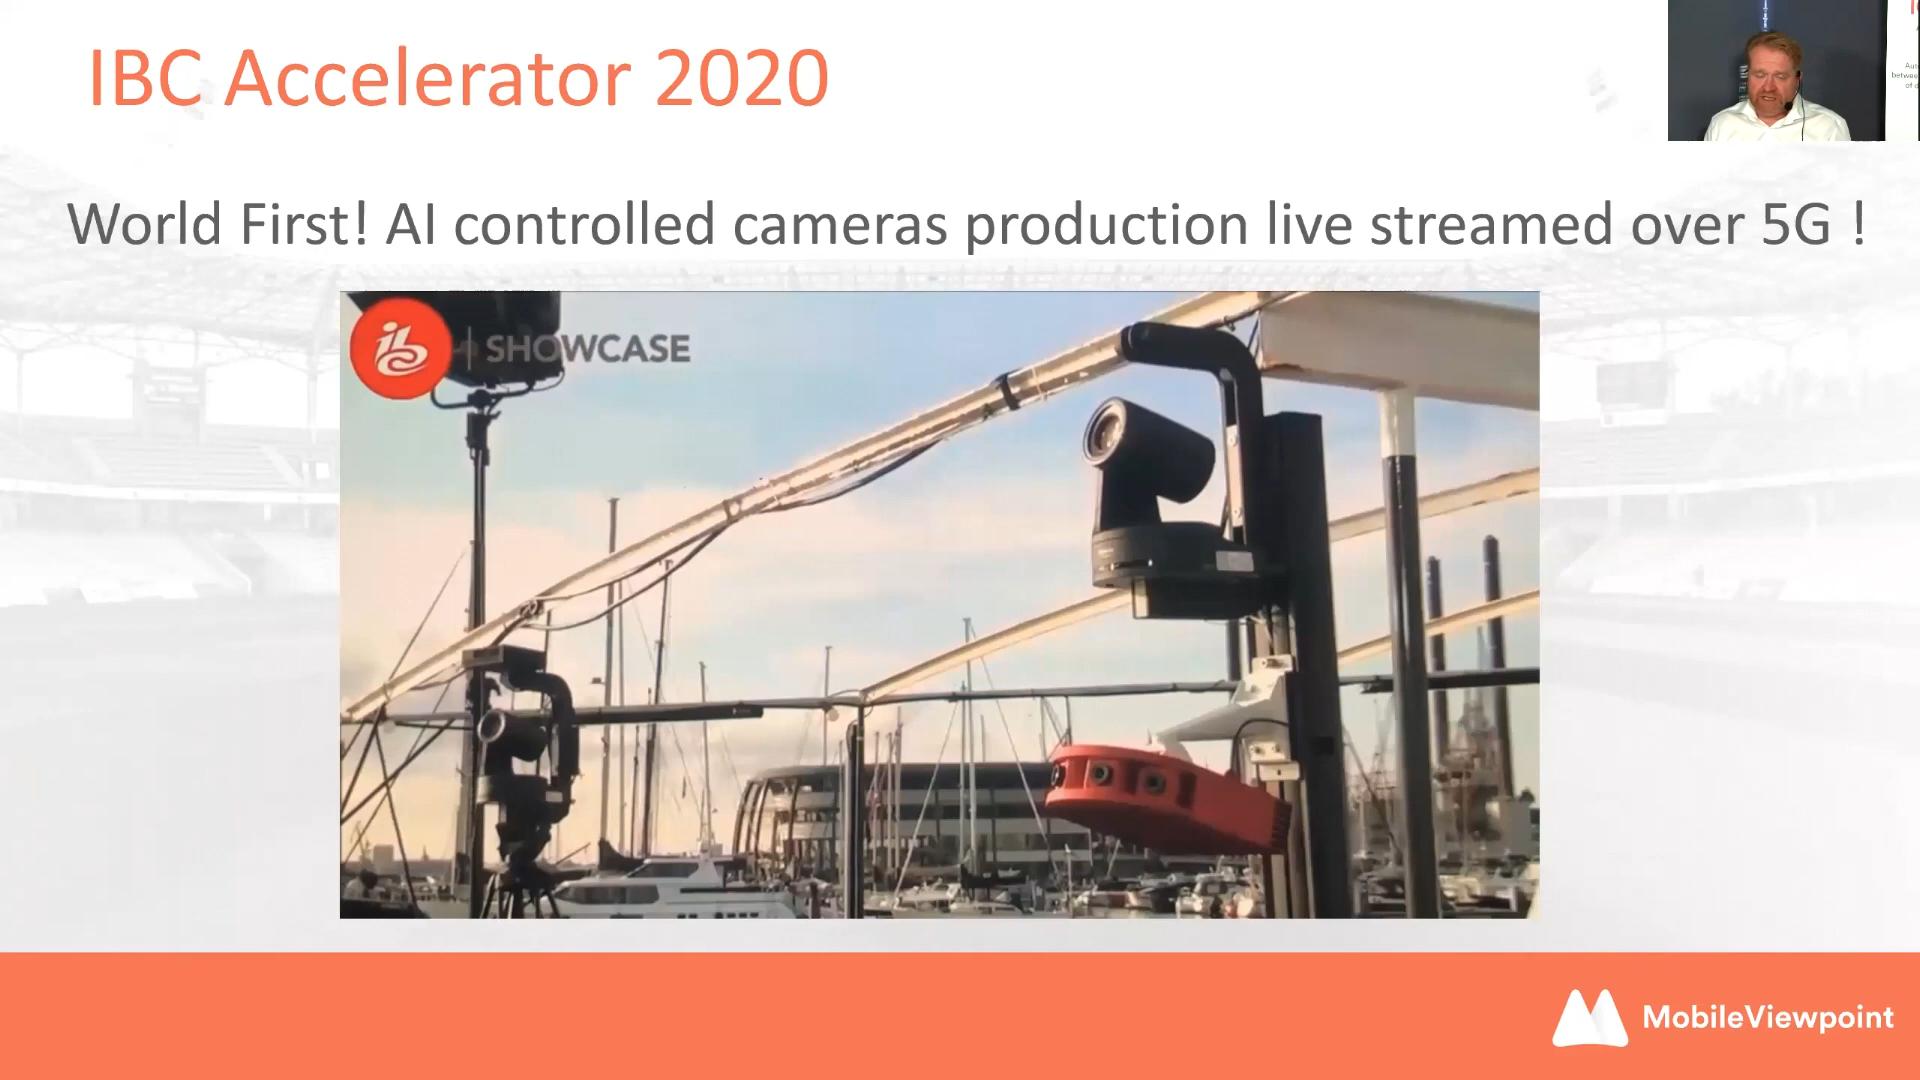 IBC Accelerator 2020
World First! AI controlled cameras production live streamed over 5G !
SHOWCASE
MobileViewpoint